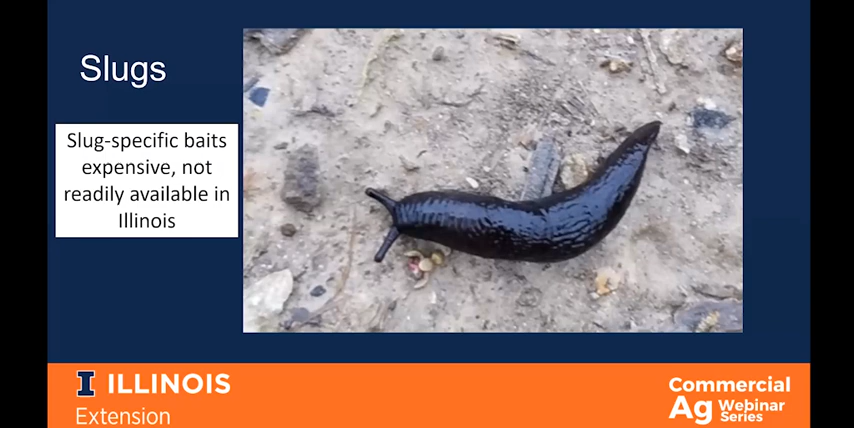 Slugs
Slug-specific baits
expensive, not
readily available in
Illinois
I ILLINOIS
Extension
Commercial
Ag Webinar
Series